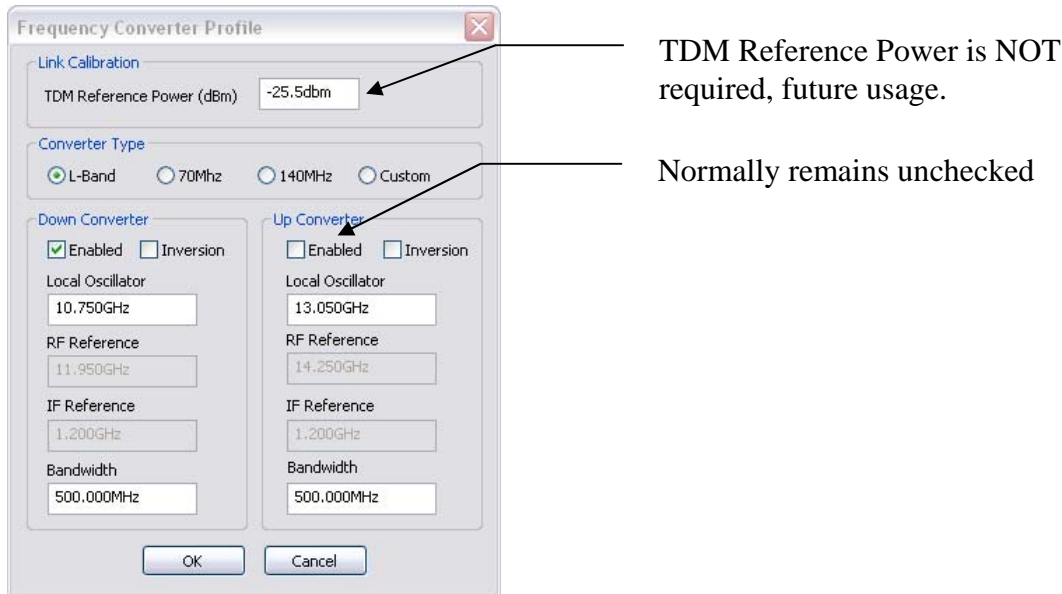 Frequency Converter Profile
Link Calibration
TDM Reference Power (dBm)
-25.5dbm
Converter Type
L-Band
70Mhz
140MHz
Custom
Down Converter
Enabled
Inversion
Local Oscillator
10.750GHz
RF Reference
11.950GHz
IF Reference
1.200GHz
Bandwidth
500.000MHz
Up Converter
Enabled
Inversion
Local Oscillator
13.050GHz
RF Reference
14.250GHz
IF Reference
1.200GHz
Bandwidth
500.000MHz
OK
Cancel
TDM Reference Power is NOT
required, future usage.
Normally remains unchecked